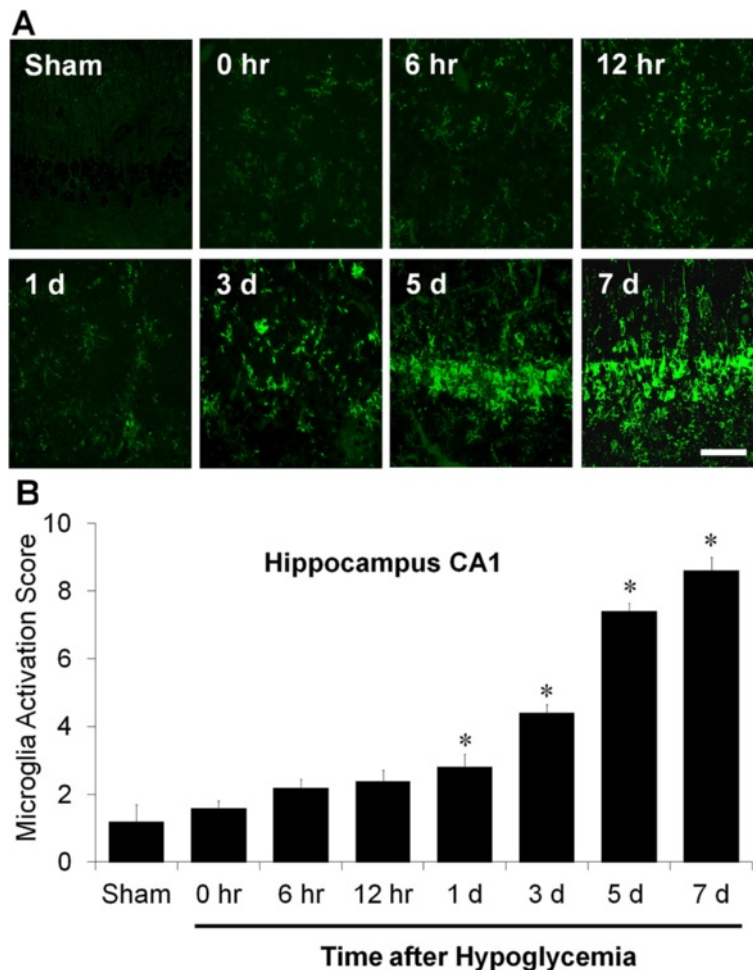 A
Sham
0 hr
6 hr
12 hr
1 d
3 d
5 d
7 d
B
Hippocampus CA1
Microglia Activation Score
10
8
6
4
2
0
*
*
*
*
Sham
0 hr
6 hr
12 hr
1 d
3 d
5 d
7 d
Time after Hypoglycemia